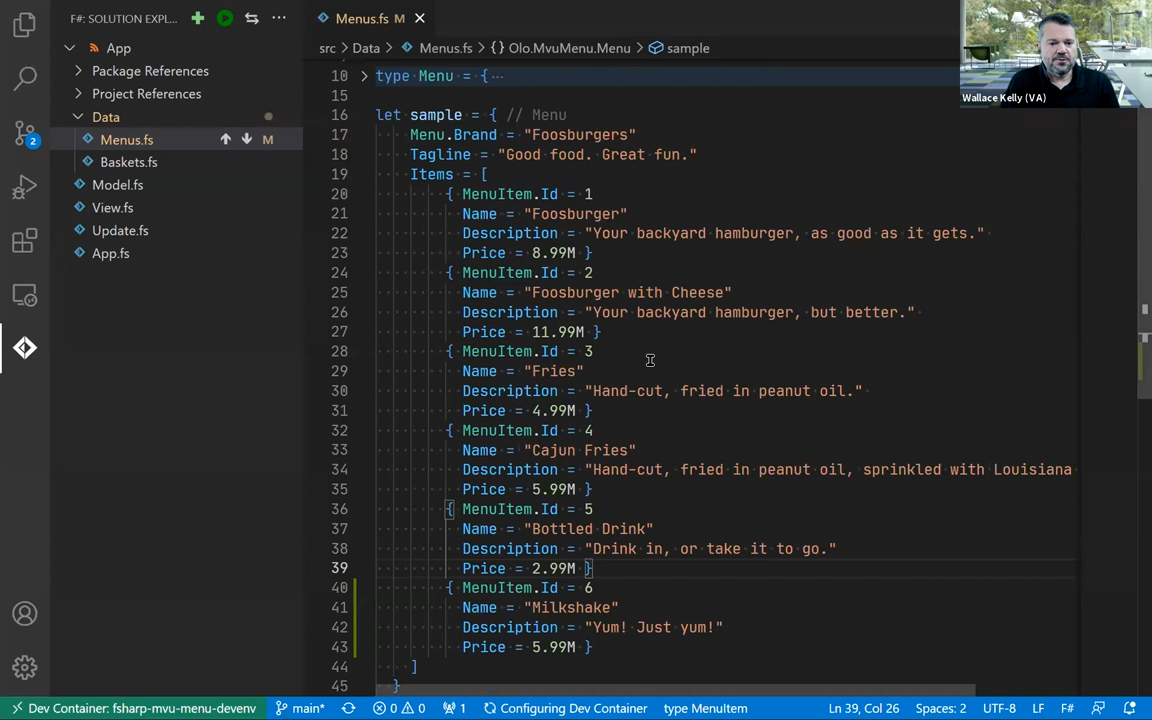 F#: SOLUTION EXPL...
Menus.fs M
src > Data > Menus.fs > {} Olo.MvuMenu.Menu > sample
Wallace Kelly (VA)
App
Package References
Project References
Data
Menus.fs M
Baskets.fs
Model.fs
View.fs
Update.fs
App.fs
2
10 type Menu = {...
15
16 let sample = { // Menu
17 Menu.Brand = "Foosburgers"
18 Tagline = "Good food. Great fun."
19 Items = [
20 { MenuItem.Id = 1
21 Name = "Foosburger"
22 Description = "Your backyard hamburger, as good as it gets."
23 Price = 8.99M }
24 { MenuItem.Id = 2
25 Name = "Foosburger with Cheese"
26 Description = "Your backyard hamburger, but better."
27 Price = 11.99M }
28 { MenuItem.Id = 3
29 Name = "Fries"
30 Description = "Hand-cut, fried in peanut oil."
31 Price = 4.99M }
32 { MenuItem.Id = 4
33 Name = "Cajun Fries"
34 Description = "Hand-cut, fried in peanut oil, sprinkled with Louisiana
35 Price = 5.99M }
36 { MenuItem.Id = 5
37 Name = "Bottled Drink"
38 Description = "Drink in, or take it to go."
39 Price = 2.99M }
40 { MenuItem.Id = 6
41 Name = "Milkshake"
42 Description = "Yum! Just yum!"
43 Price = 5.99M }
44 ]
45 }
Dev Container: fsharp-mvu-menu-devenv main* 0 0 1 Configuring Dev Container type MenuItem Ln 39, Col 26 Spaces: 2 UTF-8 LF F#